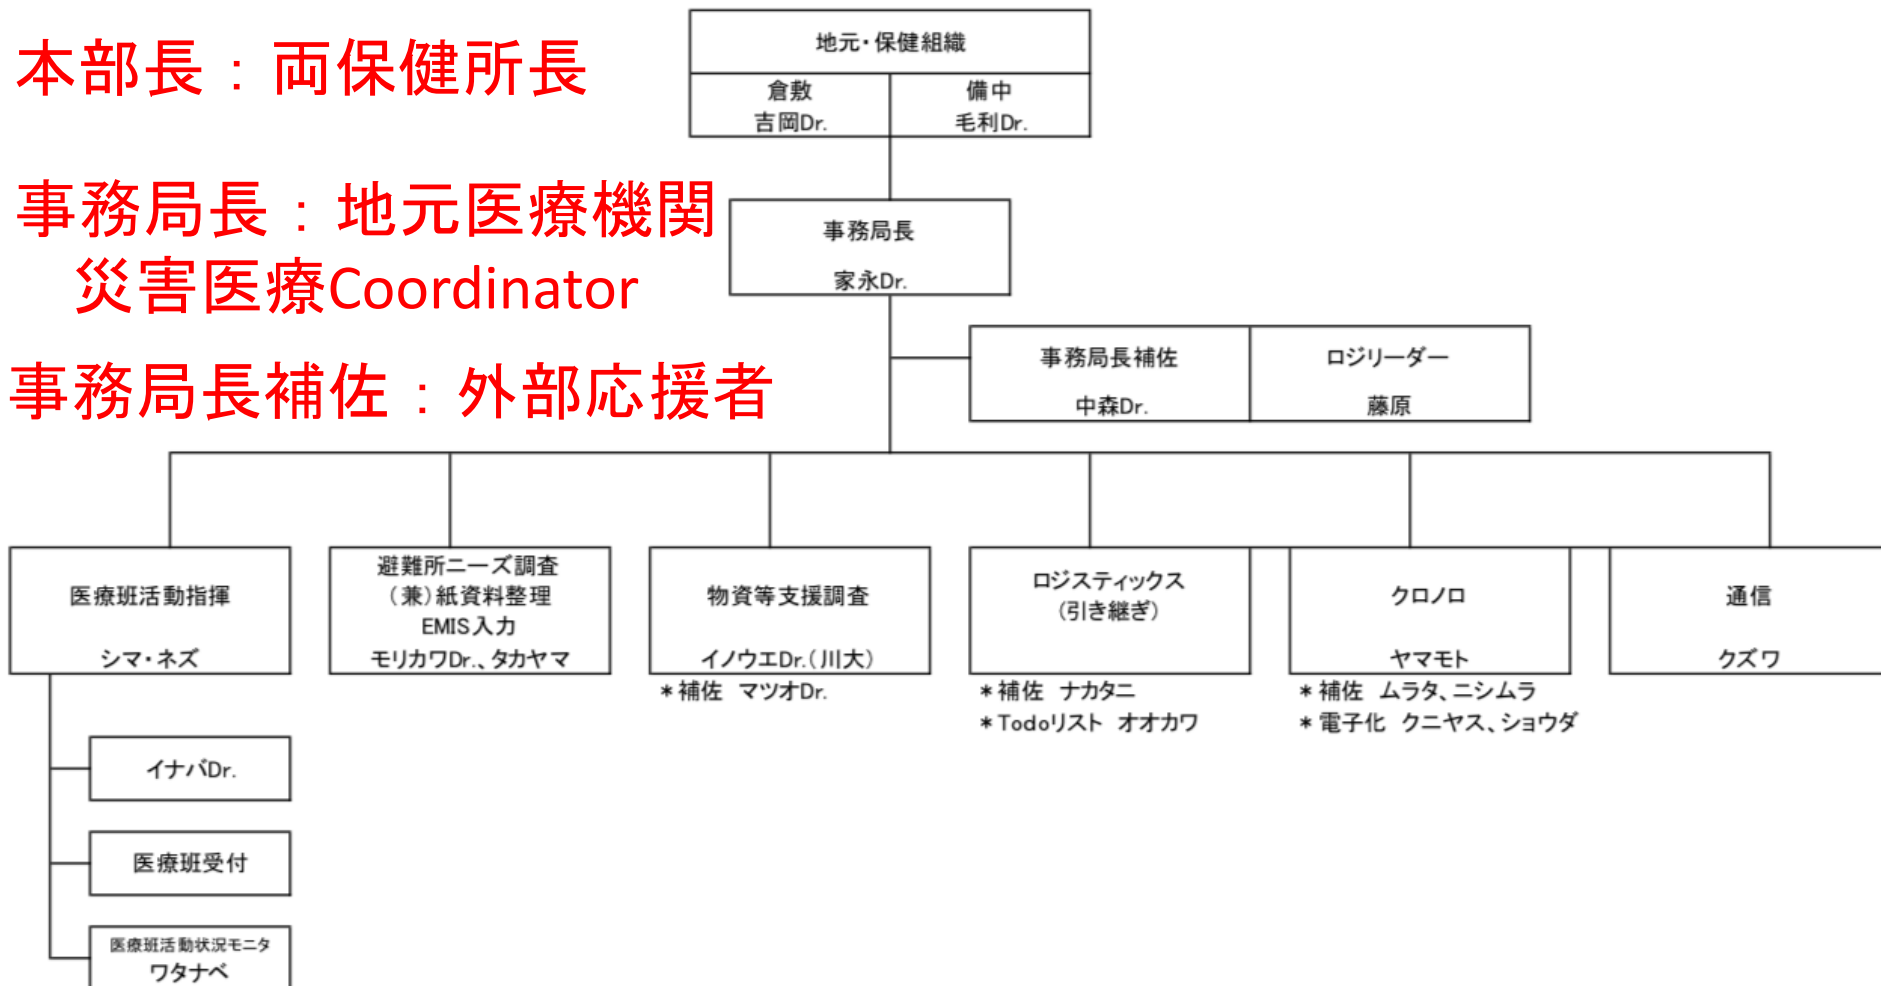 本部長：両保健所長
事務局長：地元医療機関
災害医療Coordinator
事務局長補佐：外部応援者
地元・保健組織
倉敷
吉岡Dr.
備中
毛利Dr.
事務局長
家永Dr.
事務局長補佐
中森Dr.
ロジリーダー
藤原
医療班活動指揮
シマ・ネズ
避難所ニーズ調査
（兼）紙資料整理
EMIS入力
モリカワDr.、タカヤマ
物資等支援調査
イノウエDr.（川大）
＊補佐 マツオDr.
ロジスティックス
(引き継ぎ)
＊補佐 ナカタニ
＊Todoリスト オオカワ
クロノロ
ヤマモト
＊補佐 ムラタ、ニシムラ
＊電子化 クニヤス、ショウダ
通信
クズワ
イナバDr.
医療班受付
医療班活動状況モニタ
ワタナベ